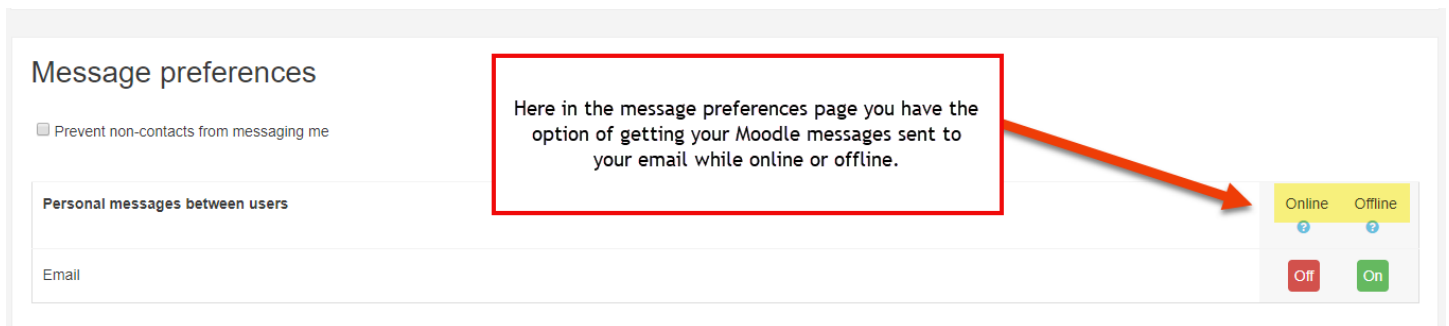 Message preferences
Here in the message preferences page you have the
option of getting your Moodle messages sent to
your email while online or offline.
Prevent non-contacts from messaging me
Personal messages between users
Online Offline
? ?
Email
Off On